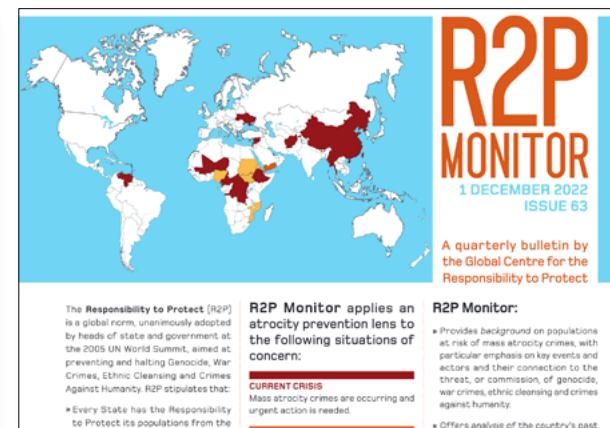 R2P
MONITOR
1 DECEMBER 2022
ISSUE 63
A quarterly bulletin by
the Global Centre for the
Responsibility to Protect
The Responsibility to Protect (R2P)
is a global norm, unanimously adopted
by heads of state and government at
the 2005 UN World Summit, aimed at
preventing and halting Genocide, War
Crimes, Ethnic Cleansing and Crimes
Against Humanity. R2P stipulates that:
» Every State has the Responsibility
to Protect its populations from the
R2P Monitor applies an
atrocity prevention lens to
the following situations of
concern:
CURRENT CRISIS
Mass atrocity crimes are occurring and
urgent action is needed.
R2P Monitor:
» Provides background on populations
at risk of mass atrocity crimes, with
particular emphasis on key events and
actors and their connection to the
threat, or commission, of genocide,
war crimes, ethnic cleansing and crimes
against humanity.
» Offers analysis of the country's past